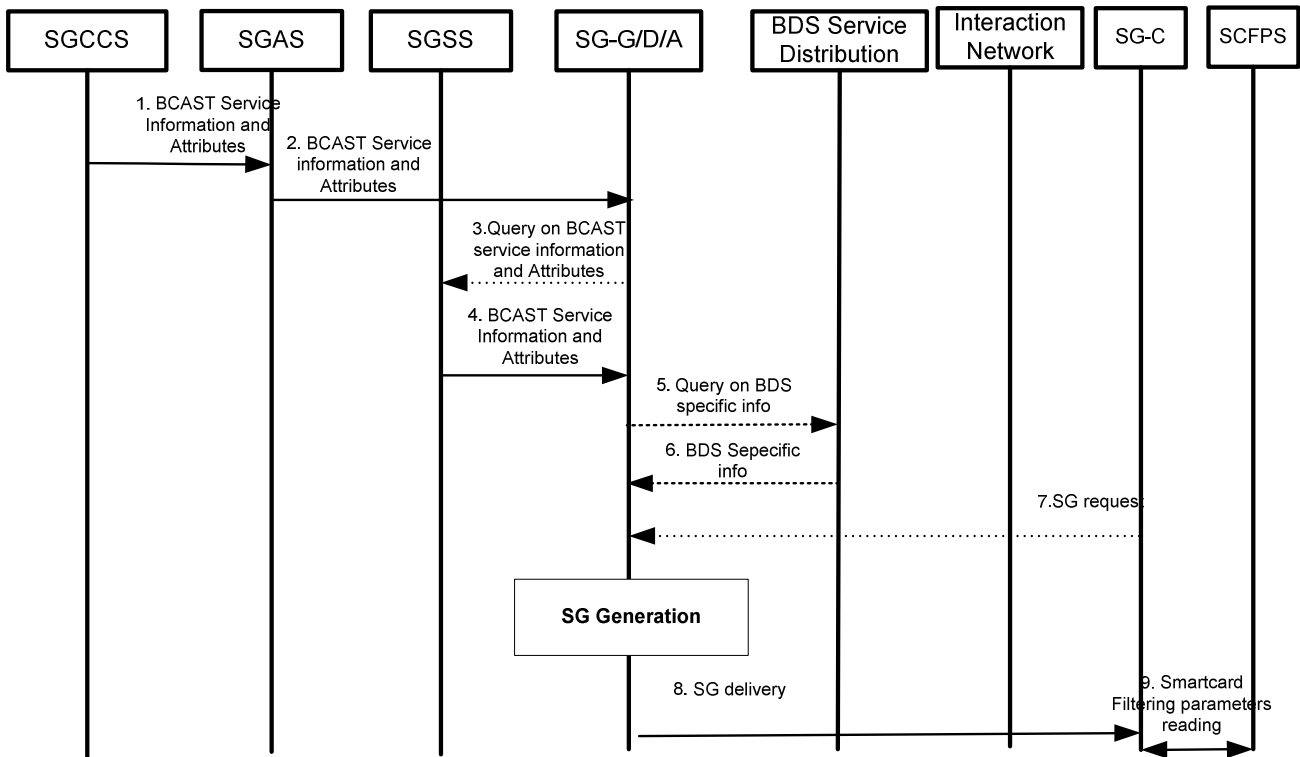 SGCCS
SGAS
SGSS
SG-G/D/A
BDS Service
Distribution
Interaction
Network
SG-C
SCFPS
1. BCAST Service
Information and
Attributes
2. BCAST Service
information and
Attributes
3.Query on BCAST
service information
and Attributes
4. BCAST Service
Information and
Attributes
5. Query on BDS
specific info
6. BDS Sepecific
info
7.SG request
SG Generation
8. SG delivery
9. Smartcard
Filtering parameters
reading